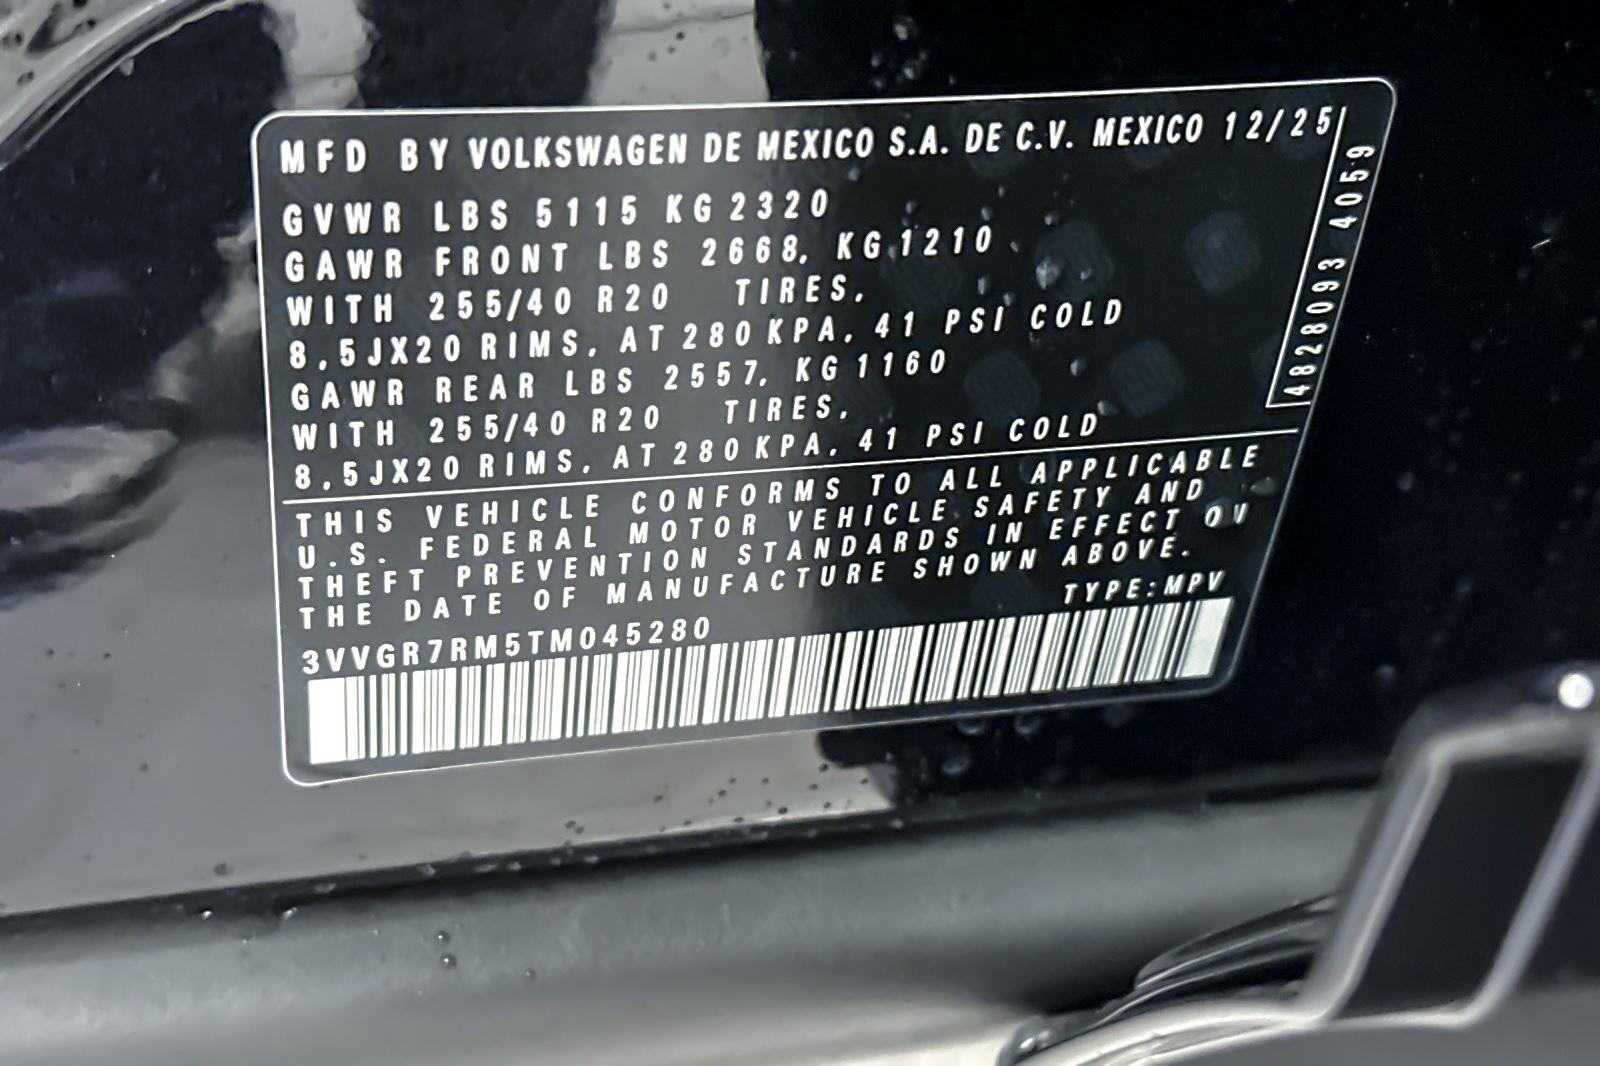 MFD BY VOLKSWAGEN DE MEXICO S.A. DE C.V. MEXICO 12/25
GVWR LBS 5115 KG 2320
GAWR FRONT LBS 2668, KG 1210
WITH 255/40 R20 TIRES,
8,5JX20 RIMS, AT 280 KPA, 41 PSI COLD
GAWR REAR LBS 2557, KG 1160
WITH 255/40 R20 TIRES,
8,5JX20 RIMS, AT 280 KPA, 41 PSI COLD
4828093 4059
THIS VEHICLE CONFORMS TO ALL APPLICABLE
U.S. FEDERAL MOTOR VEHICLE SAFETY AND
THEFT PREVENTION STANDARDS IN EFFECT
THE DATE OF MANUFACTURE SHOWN ABOVE.
TYPE:MPV
3VVGR7RM5TM045280